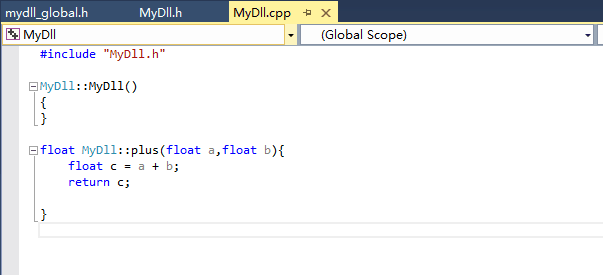 mydll_global.h MyDll.h MyDll.cpp
MyDll (Global Scope)
#include "MyDll.h"
MyDll::MyDll()
{
}
float MyDll::plus(float a,float b){
float c = a + b;
return c;
}